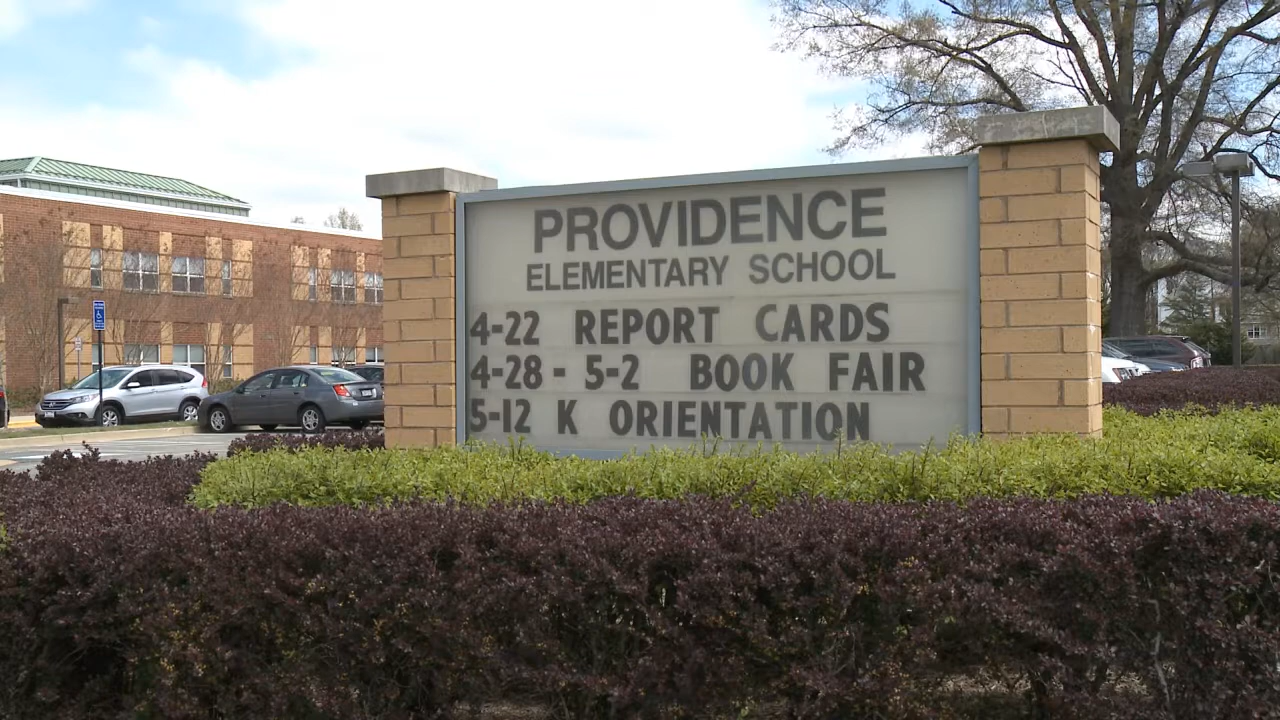 PROVIDENCE
ELEMENTARY SCHOOL
4-22 REPORT CARDS
4-28 - 5-2 BOOK FAIR
5-12 K ORIENTATION